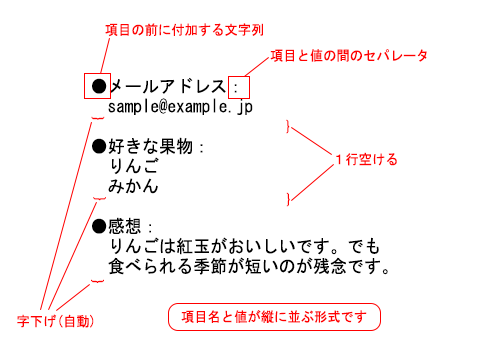 項目の前に付加する文字列
項目と値の間のセパレータ
●メールアドレス：
sample@example.jp
●好きな果物：
りんご
みかん
１行空ける
●感想：
りんごは紅玉がおいしいです。でも
食べられる季節が短いのが残念です。
字下げ(自動)
項目名と値が縦に並ぶ形式です